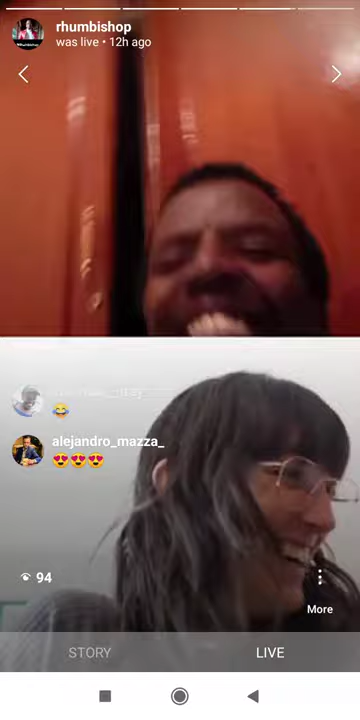 rhumbishop
was live • 12h ago
😂
alejandro_mazza_
😍😍😍
94
More
STORY
LIVE